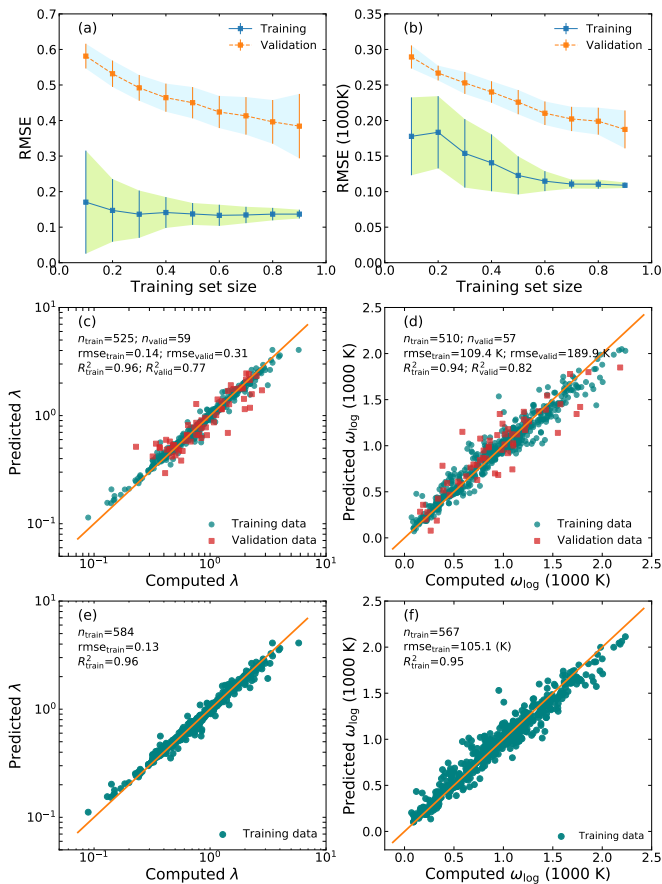 (a)
Training
Validation
RMSE
0.7
0.6
0.5
0.4
0.3
0.2
0.1
0.0
0.0 0.2 0.4 0.6 0.8 1.0
Training set size
(b)
Training
Validation
RMSE (1000K)
0.35
0.30
0.25
0.20
0.15
0.10
0.05
0.00
0.0 0.2 0.4 0.6 0.8 1.0
Training set size
(c)
n_train=525; n_valid=59
rmse_train=0.14; rmse_valid=0.31
R²_train=0.96; R²_valid=0.77
Predicted λ
10¹
10⁰
10⁻¹
Training data
Validation data
10⁻¹ 10⁰ 10¹
Computed λ
(d)
n_train=510; n_valid=57
rmse_train=109.4 K; rmse_valid=189.9 K
R²_train=0.94; R²_valid=0.82
Predicted ω_log (1000 K)
2.5
2.0
1.5
1.0
0.5
0.0
Training data
Validation data
0.0 0.5 1.0 1.5 2.0 2.5
Computed ω_log (1000 K)
(e)
n_train=584
rmse_train=0.13
R²_train=0.96
Predicted λ
10¹
10⁰
10⁻¹
Training data
10⁻¹ 10⁰ 10¹
Computed λ
(f)
n_train=567
rmse_train=105.1 (K)
R²_train=0.95
Predicted ω_log (1000 K)
2.5
2.0
1.5
1.0
0.5
0.0
Training data
0.0 0.5 1.0 1.5 2.0 2.5
Computed ω_log (1000 K)